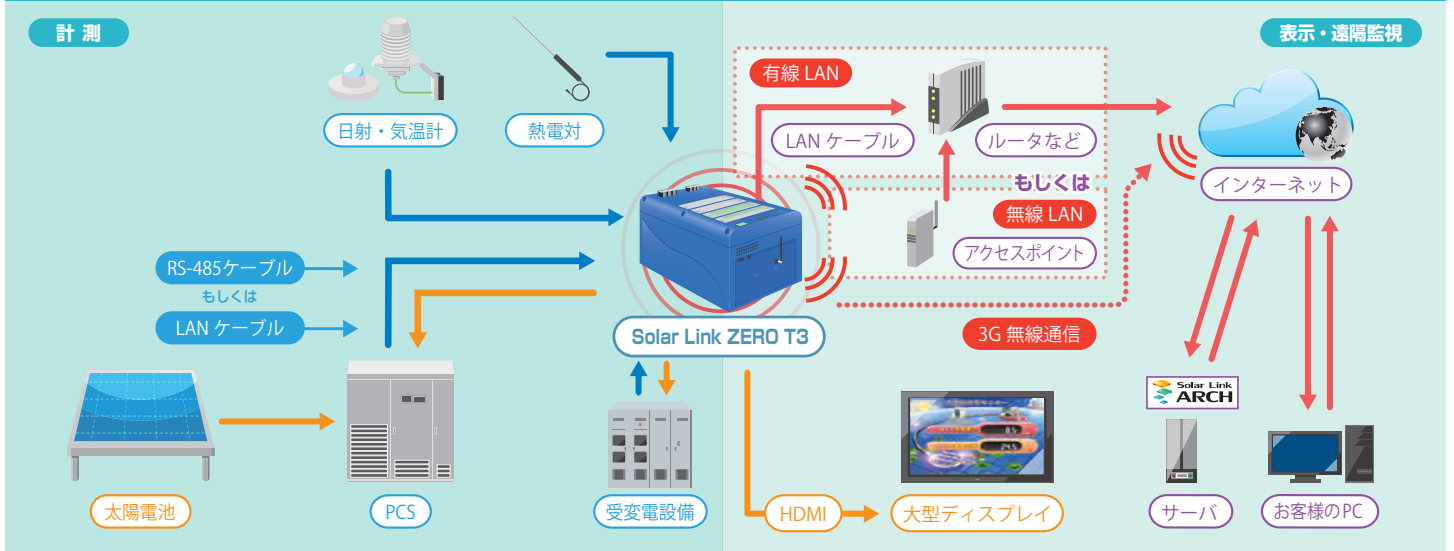 計 測
表示・遠隔監視
日射・気温計
熱電対
有線 LAN
LAN ケーブル
ルータなど
もしくは
無線 LAN
アクセスポイント
インターネット
RS-485ケーブル
もしくは
LAN ケーブル
Solar Link ZERO T3
3G 無線通信
Solar Link
ARCH
8.5
24.5
太陽電池
PCS
受変電設備
HDMI
大型ディスプレイ
サーバ
お客様のPC